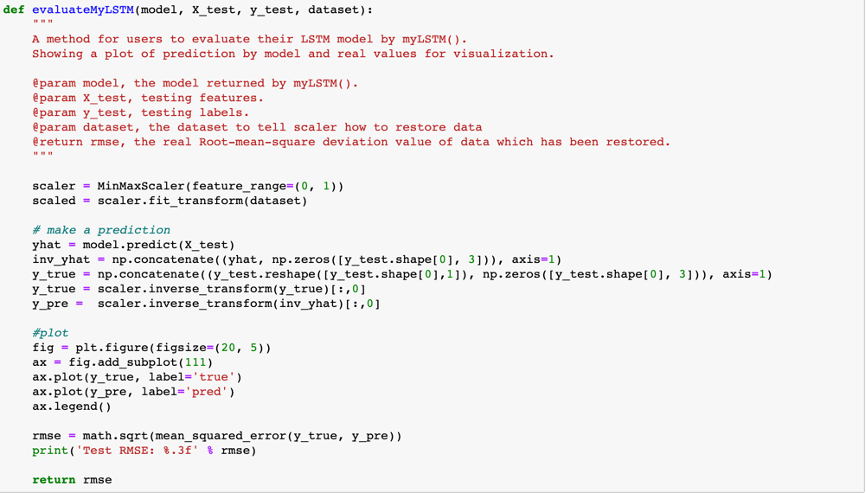 def evaluateMyLSTM(model, X_test, y_test, dataset):
    """
    A method for users to evaluate their LSTM model by myLSTM().
    Showing a plot of prediction by model and real values for visualization.

    @param model, the model returned by myLSTM().
    @param X_test, testing features.
    @param y_test, testing labels.
    @param dataset, the dataset to tell scaler how to restore data
    @return rmse, the real Root-mean-square deviation value of data which has been restored.
    """

    scaler = MinMaxScaler(feature_range=(0, 1))
    scaled = scaler.fit_transform(dataset)

    # make a prediction
    yhat = model.predict(X_test)
    inv_yhat = np.concatenate((yhat, np.zeros([y_test.shape[0], 3])), axis=1)
    y_true = np.concatenate((y_test.reshape([y_test.shape[0],1]), np.zeros([y_test.shape[0], 3])), axis=1)
    y_true = scaler.inverse_transform(y_true)[:,0]
    y_pre =  scaler.inverse_transform(inv_yhat)[:,0]

    #plot
    fig = plt.figure(figsize=(20, 5))
    ax = fig.add_subplot(111)
    ax.plot(y_true, label='true')
    ax.plot(y_pre, label='pred')
    ax.legend()

    rmse = math.sqrt(mean_squared_error(y_true, y_pre))
    print('Test RMSE: %.3f' % rmse)

    return rmse